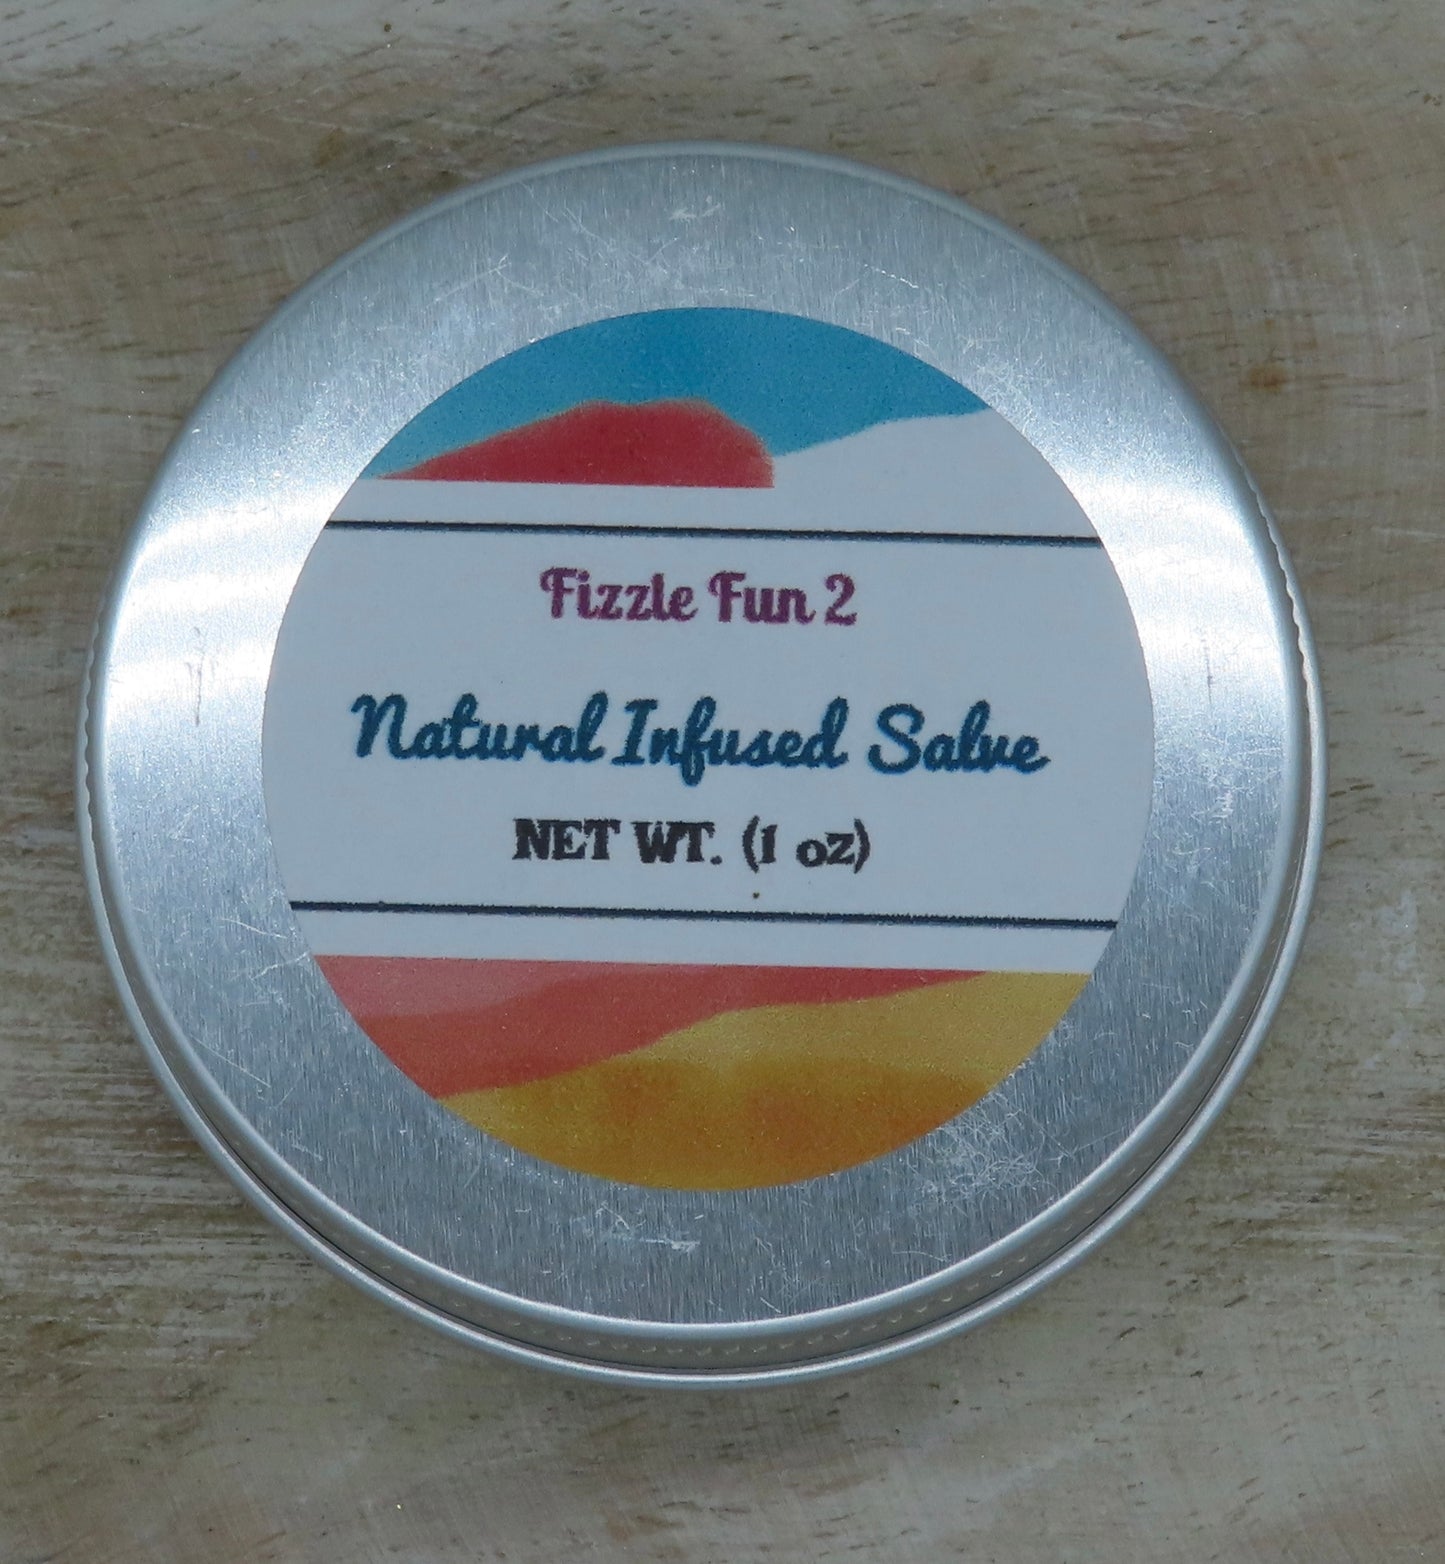 Fizzle Fun 2
Natural Infused Salve
NET WT. (1 oz)